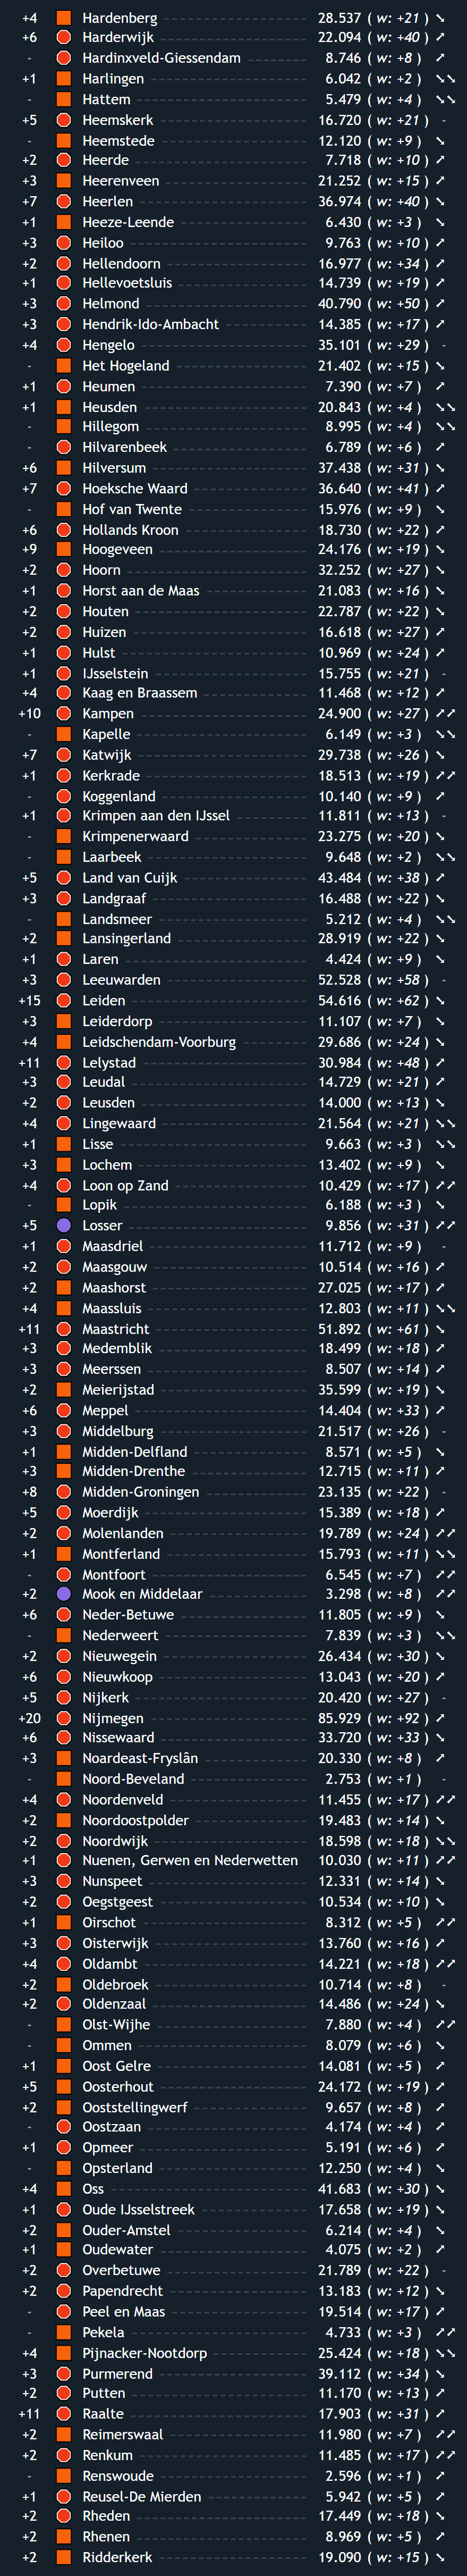 +4 Hardenberg 28.537 ( w: +21 ) ↗
+6 Harderwijk 22.094 ( w: +40 ) ↗
- Hardinxveld-Giessendam 8.746 ( w: +8 ) ↗
+1 Harlingen 6.042 ( w: +2 ) ↘↘
- Hattem 5.479 ( w: +4 ) ↘↘
+5 Heemskerk 16.720 ( w: +21 ) -
- Heemstede 12.120 ( w: +9 ) ↘
+2 Heerde 7.718 ( w: +10 ) ↗
+3 Heerenveen 21.252 ( w: +15 ) ↗
+7 Heerlen 36.974 ( w: +40 ) ↘
+1 Heeze-Leende 6.430 ( w: +3 ) ↘
+3 Heiloo 9.763 ( w: +10 ) ↗
+2 Hellendoorn 16.977 ( w: +34 ) ↗
+1 Hellevoetsluis 14.739 ( w: +19 ) ↗
+3 Helmond 40.790 ( w: +50 ) ↗
+3 Hendrik-Ido-Ambacht 14.385 ( w: +17 ) ↗
+4 Hengelo 35.101 ( w: +29 ) -
- Het Hogeland 21.402 ( w: +15 ) ↘
+1 Heumen 7.390 ( w: +7 ) ↗
+1 Heusden 20.843 ( w: +4 ) ↘↘
- Hillegom 8.995 ( w: +4 ) ↘↘
- Hilvarenbeek 6.789 ( w: +6 ) ↗
+6 Hilversum 37.438 ( w: +31 ) ↘
+7 Hoeksche Waard 36.640 ( w: +41 ) ↗
- Hof van Twente 15.976 ( w: +9 ) ↘
+6 Hollands Kroon 18.730 ( w: +22 ) ↗
+9 Hoogeveen 24.176 ( w: +19 ) ↘
+2 Hoorn 32.252 ( w: +27 ) ↘
+1 Horst aan de Maas 21.083 ( w: +16 ) ↘
+2 Houten 22.787 ( w: +22 ) ↘
+2 Huizen 16.618 ( w: +27 ) ↗
+1 Hulst 10.969 ( w: +24 ) ↗
+1 IJsselstein 15.755 ( w: +21 ) -
+4 Kaag en Braassem 11.468 ( w: +12 ) ↗
+10 Kampen 24.900 ( w: +27 ) ↗↗
- Kapelle 6.149 ( w: +3 ) ↘↘
+7 Katwijk 29.738 ( w: +26 ) ↘
+1 Kerkrade 18.513 ( w: +19 ) ↗↗
- Koggenland 10.140 ( w: +9 ) ↗
+1 Krimpen aan den IJssel 11.811 ( w: +13 ) -
- Krimpenerwaard 23.275 ( w: +20 ) ↘
- Laarbeek 9.648 ( w: +2 ) ↘↘
+5 Land van Cuijk 43.484 ( w: +38 ) ↗
+3 Landgraaf 16.488 ( w: +22 ) ↘
- Landsmeer 5.212 ( w: +4 ) ↘↘
+2 Lansingerland 28.919 ( w: +22 ) ↘
+1 Laren 4.424 ( w: +9 ) ↘
+3 Leeuwarden 52.528 ( w: +58 ) -
+15 Leiden 54.616 ( w: +62 ) ↘
+3 Leiderdorp 11.107 ( w: +7 ) ↘
+4 Leidschendam-Voorburg 29.686 ( w: +24 ) ↘
+11 Lelystad 30.984 ( w: +48 ) ↗
+3 Leudal 14.729 ( w: +21 ) ↗
+2 Leusden 14.000 ( w: +13 ) ↘
+4 Lingewaard 21.564 ( w: +21 ) ↘↘
+1 Lisse 9.663 ( w: +3 ) ↘↘
+3 Lochem 13.402 ( w: +9 ) ↘
+4 Loon op Zand 10.429 ( w: +17 ) ↗↗
- Lopik 6.188 ( w: +3 ) ↘
+5 Losser 9.856 ( w: +31 ) ↗↗
+1 Maasdriel 11.712 ( w: +9 ) -
+2 Maasgouw 10.514 ( w: +16 ) ↗
+2 Maashorst 27.025 ( w: +17 ) ↗
+4 Maassluis 12.803 ( w: +11 ) ↘↘
+11 Maastricht 51.892 ( w: +61 ) ↘
+3 Medemblik 18.499 ( w: +18 ) ↗
+3 Meerssen 8.507 ( w: +14 ) ↗
+2 Meierijstad 35.599 ( w: +19 ) ↘
+6 Meppel 14.404 ( w: +33 ) ↗
+3 Middelburg 21.517 ( w: +26 ) -
+1 Midden-Delfland 8.571 ( w: +5 ) ↘
+3 Midden-Drenthe 12.715 ( w: +11 ) ↗
+8 Midden-Groningen 23.135 ( w: +22 ) -
+5 Moerdijk 15.389 ( w: +18 ) ↗
+2 Molenlanden 19.789 ( w: +24 ) ↗↗
+1 Montferland 15.793 ( w: +11 ) ↘↘
- Montfoort 6.545 ( w: +7 ) ↗↗
+2 Mook en Middelaar 3.298 ( w: +8 ) ↗↗
+6 Neder-Betuwe 11.805 ( w: +9 ) ↘
- Nederweert 7.839 ( w: +3 ) ↘↘
+2 Nieuwegein 26.434 ( w: +30 ) ↘
+6 Nieuwkoop 13.043 ( w: +20 ) ↗
+5 Nijkerk 20.420 ( w: +27 ) -
+20 Nijmegen 85.929 ( w: +92 ) ↗
+6 Nissewaard 33.720 ( w: +33 ) ↘
+3 Noardeast-Fryslân 20.330 ( w: +8 ) ↗
- Noord-Beveland 2.753 ( w: +1 ) -
+4 Noordenveld 11.455 ( w: +17 ) ↗↗
+2 Noordoostpolder 19.483 ( w: +14 ) ↘
+2 Noordwijk 18.598 ( w: +18 ) ↘↘
+1 Nuenen, Gerwen en Nederwetten 10.030 ( w: +11 ) ↗↗
+3 Nunspeet 12.331 ( w: +14 ) ↘
+2 Oegstgeest 10.534 ( w: +10 ) ↘
+1 Oirschot 8.312 ( w: +5 ) ↗↗
+3 Oisterwijk 13.760 ( w: +16 ) ↗
+4 Oldambt 14.221 ( w: +18 ) ↗↗
+2 Oldebroek 10.714 ( w: +8 ) -
+2 Oldenzaal 14.486 ( w: +24 ) ↘
- Olst-Wijhe 7.880 ( w: +4 ) ↗↗
- Ommen 8.079 ( w: +6 ) ↘
+1 Oost Gelre 14.081 ( w: +5 ) ↗
+5 Oosterhout 24.172 ( w: +19 ) ↗
+2 Ooststellingwerf 9.657 ( w: +8 ) ↗
- Oostzaan 4.174 ( w: +4 ) ↗
+1 Opmeer 5.191 ( w: +6 ) ↗
- Opsterland 12.250 ( w: +4 ) ↘
+4 Oss 41.683 ( w: +30 ) ↘
+1 Oude IJsselstreek 17.658 ( w: +19 ) ↘
+2 Ouder-Amstel 6.214 ( w: +4 ) ↘
+1 Oudewater 4.075 ( w: +2 ) ↗
+2 Overbetuwe 21.789 ( w: +22 ) -
+2 Papendrecht 13.183 ( w: +12 ) ↘
- Peel en Maas 19.514 ( w: +17 ) ↗
- Pekela 4.733 ( w: +3 ) ↗↗
+4 Pijnacker-Nootdorp 25.424 ( w: +18 ) ↘↘
+3 Purmerend 39.112 ( w: +34 ) ↘
+2 Putten 11.170 ( w: +13 ) ↗
+11 Raalte 17.903 ( w: +31 ) ↗
+2 Reimerswaal 11.980 ( w: +7 ) ↗↗
+2 Renkum 11.485 ( w: +17 ) ↗↗
- Renswoude 2.596 ( w: +1 ) ↗
+1 Reusel-De Mierden 5.942 ( w: +5 ) ↗
+2 Rheden 17.449 ( w: +18 ) ↘
+2 Rhenen 8.969 ( w: +5 ) ↗
+2 Ridderkerk 19.090 ( w: +15 ) ↘